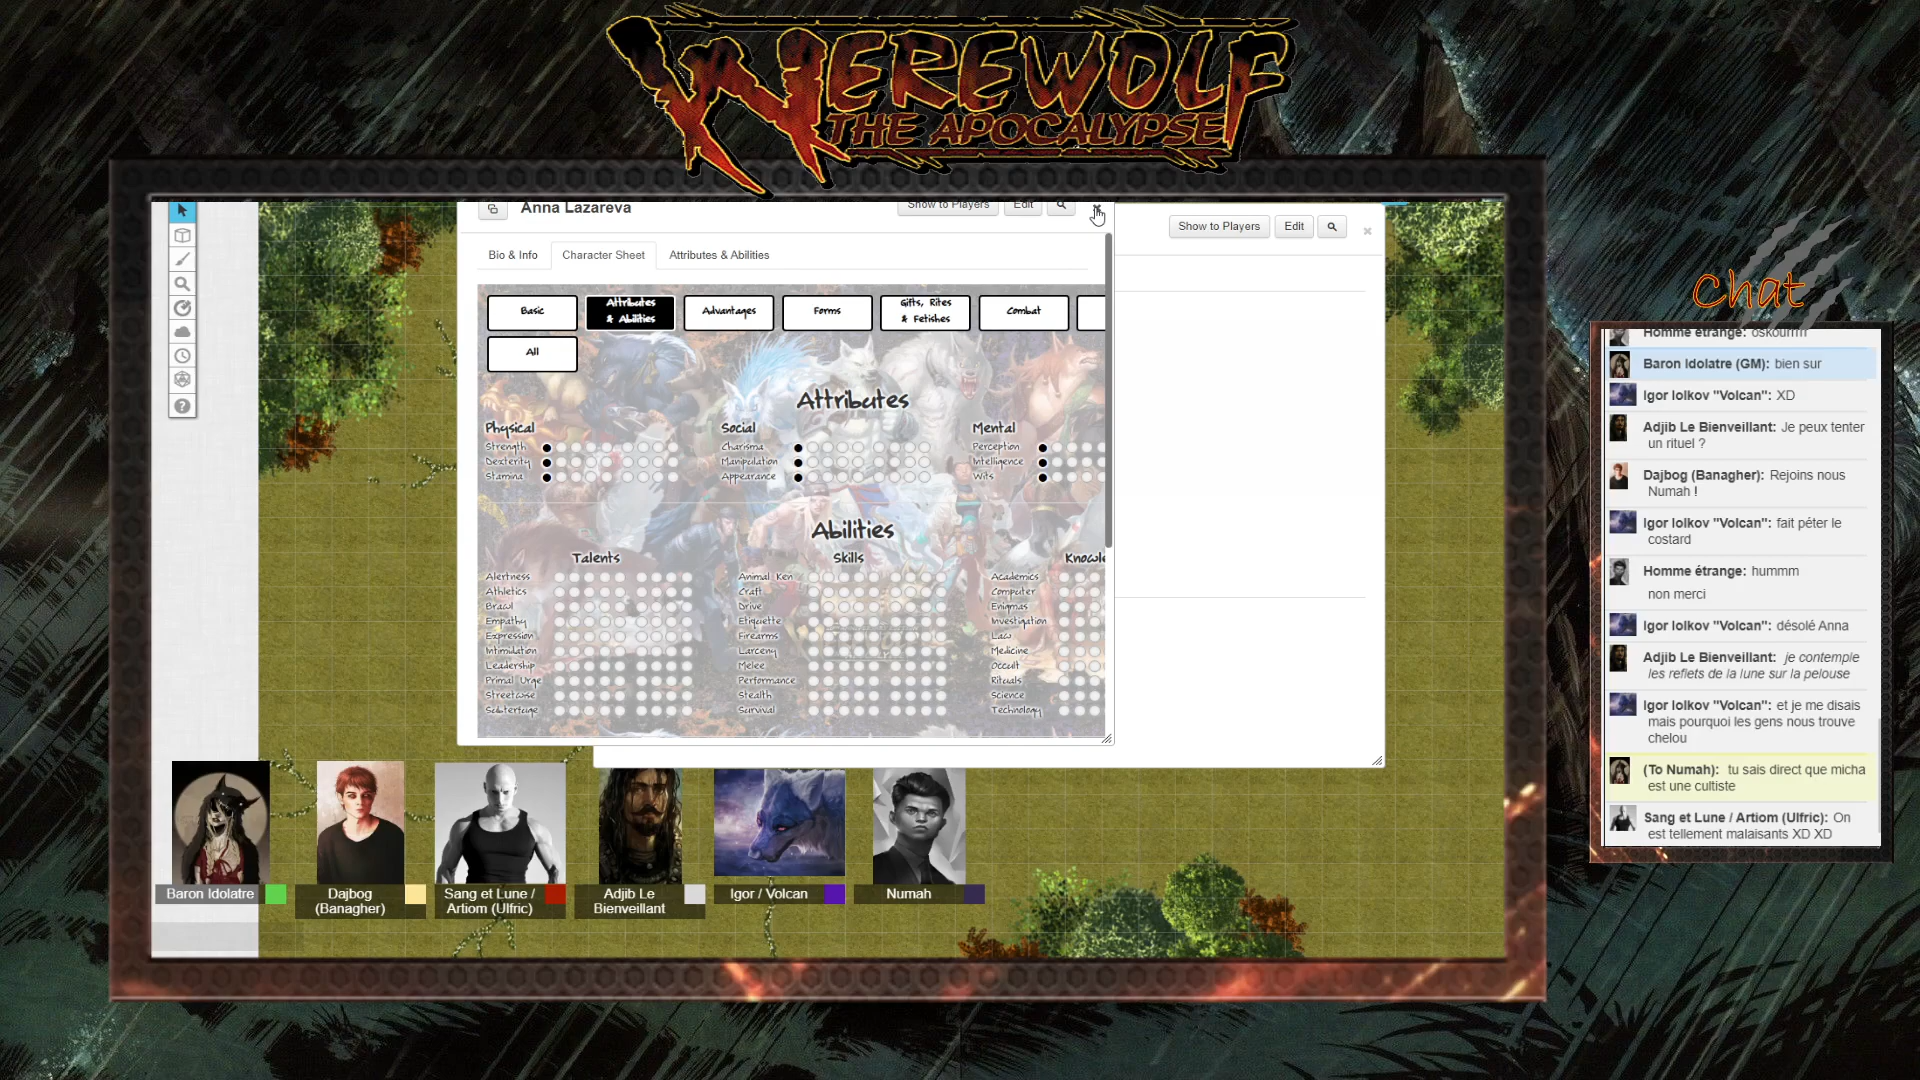 WEREWOLF
THE APOCALYPSE
Anna Lazareva
Show to Players
Edit
Show to Players
Edit
Bio & Info
Character Sheet
Attributes & Abilities
Basic
Attributes
& Abilities
Advantages
Forms
Gifts, Rites
& Fetishes
Combat
All
Attributes
Physical
Social
Mental
Strength
Charisma
Perception
Dexterity
Manipulation
Intelligence
Stamina
Appearance
Wits
Abilities
Talents
Skills
Knowle
Alertness
Animal Ken
Academics
Athletics
Craft
Computer
Brawl
Drive
Enigmas
Empathy
Etiquette
Investigation
Expression
Firearms
Law
Intimidation
Larceny
Medicine
Leadership
Melee
Occult
Primal Urge
Performance
Rituals
Streetwise
Stealth
Science
Subterfuge
Survival
Technology
Baron Idolatre
Dajbog
(Banagher)
Sang et Lune /
Artiom (Ulfric)
Adjib Le
Bienveillant
Igor / Volcan
Numah
Chat
Homme étrange: oskourrrr
Baron Idolatre (GM): bien sur
Igor Iolkov "Volcan": XD
Adjib Le Bienveillant: Je peux tenter
un rituel ?
Dajbog (Banagher): Rejoins nous
Numah !
Igor Iolkov "Volcan": fait péter le
costard
Homme étrange: hummm
non merci
Igor Iolkov "Volcan": désolé Anna
Adjib Le Bienveillant: je contemple
les reflets de la lune sur la pelouse
Igor Iolkov "Volcan": et je me disais
mais pourquoi les gens nous trouve
chelou
(To Numah): tu sais direct que micha
est une cultiste
Sang et Lune / Artiom (Ulfric): On
est tellement malaisants XD XD